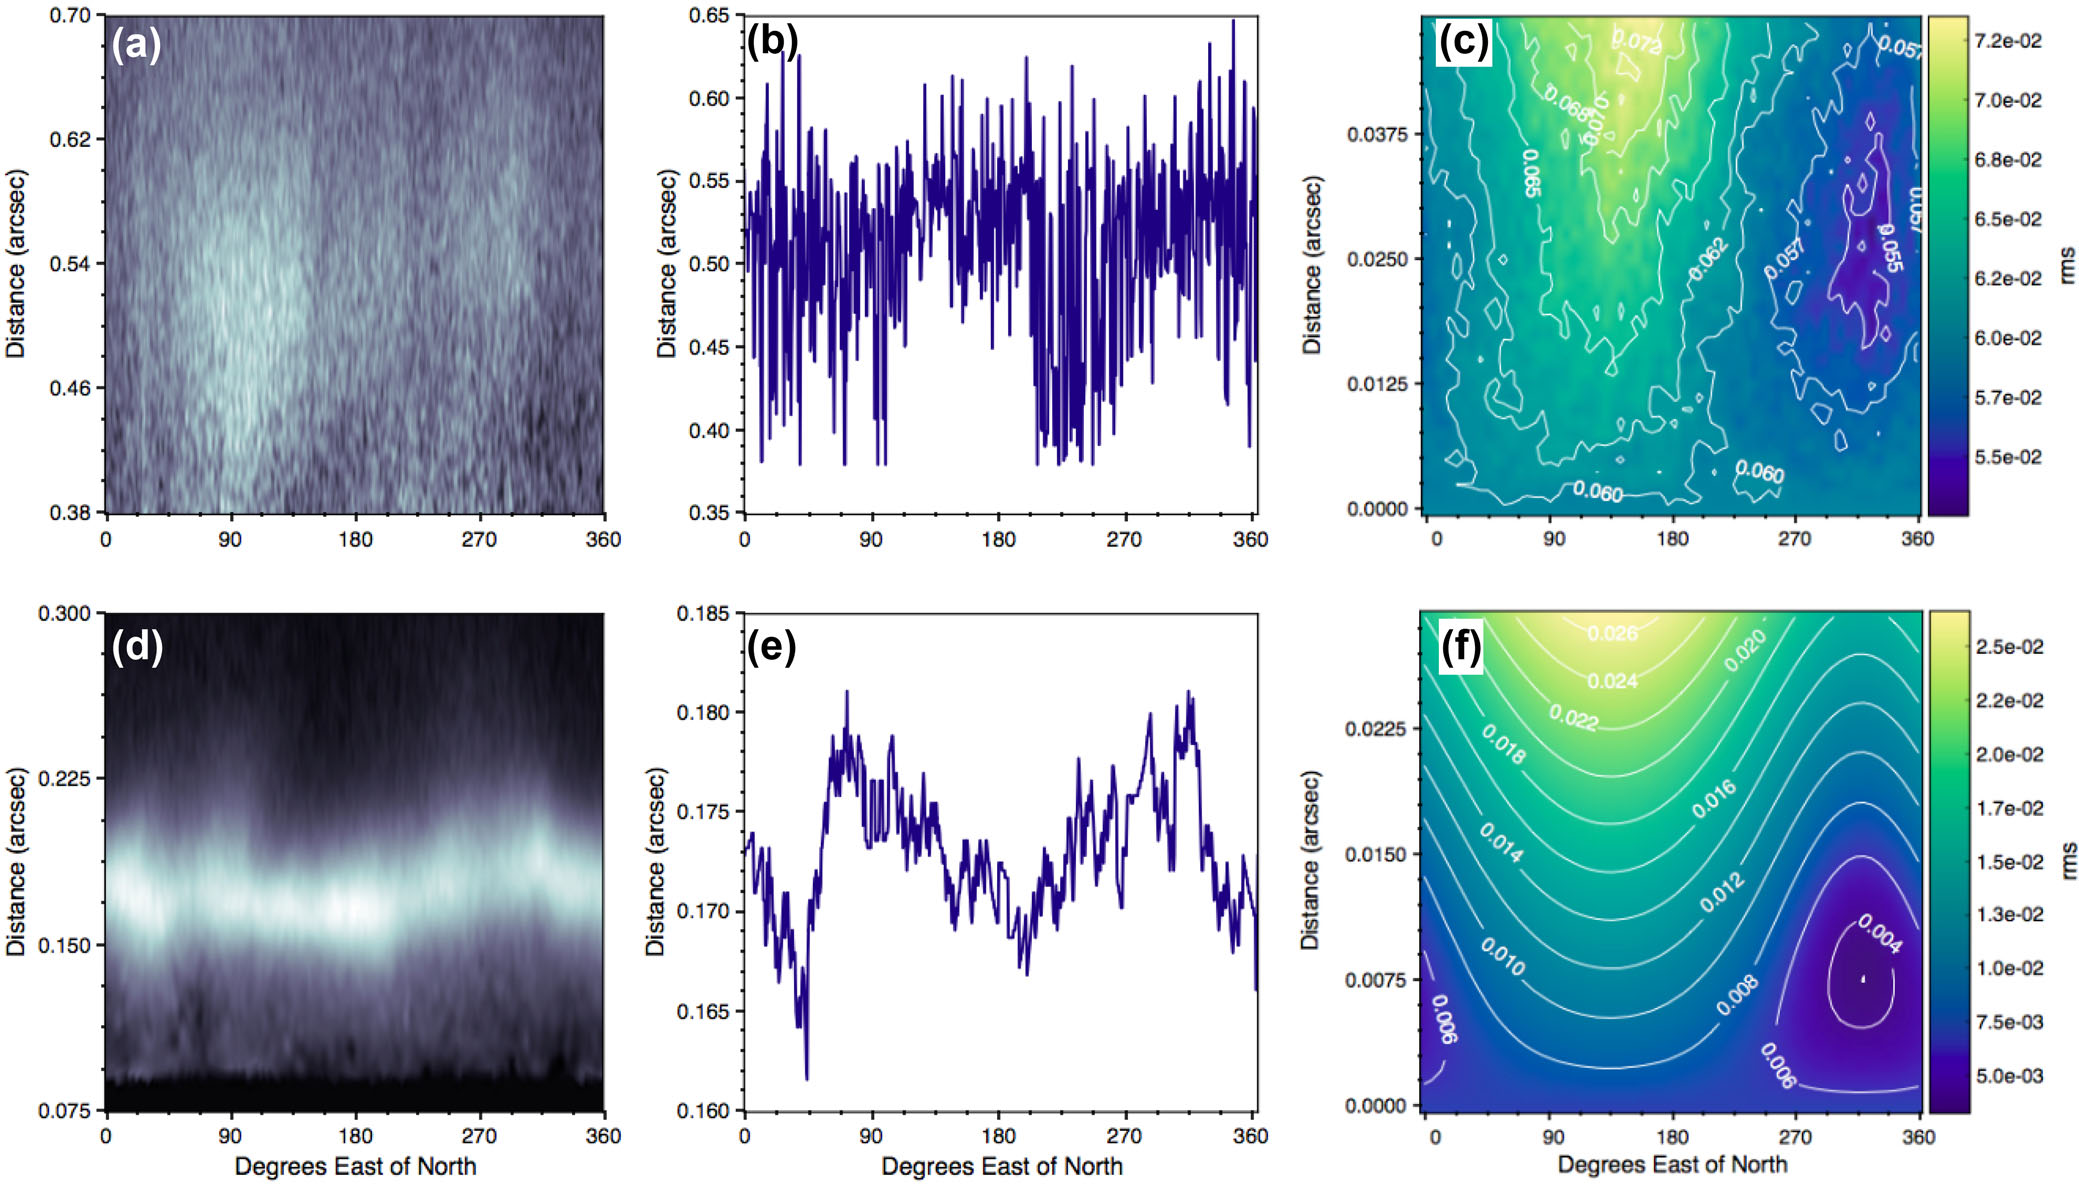 (a)
0.70
0.62
0.54
0.46
0.38
Distance (arcsec)
0 90 180 270 360
(b)
0.65
0.60
0.55
0.50
0.45
0.40
0.35
Distance (arcsec)
0 90 180 270 360
(c)
0.0375
0.0250
0.0125
0.0000
Distance (arcsec)
0 90 180 270 360
0.072
0.068
0.070
0.065
0.062
0.057
0.057
0.057
0.055
0.060
0.060
7.2e-02
7.0e-02
6.8e-02
6.5e-02
6.2e-02
6.0e-02
5.7e-02
5.5e-02
rms
(d)
0.300
0.225
0.150
0.075
Distance (arcsec)
0 90 180 270 360
Degrees East of North
(e)
0.185
0.180
0.175
0.170
0.165
0.160
Distance (arcsec)
0 90 180 270 360
Degrees East of North
(f)
0.0225
0.0150
0.0075
0.0000
Distance (arcsec)
0 90 180 270 360
Degrees East of North
0.026
0.024
0.022
0.020
0.018
0.016
0.014
0.012
0.010
0.008
0.006
0.006
0.004
2.5e-02
2.2e-02
2.0e-02
1.7e-02
1.5e-02
1.3e-02
1.0e-02
7.5e-03
5.0e-03
rms